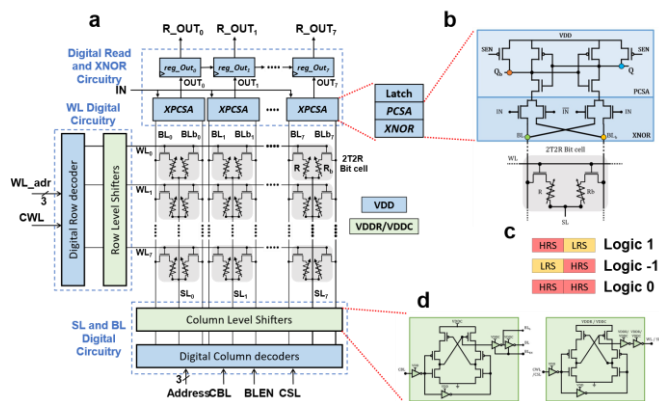 a
R_OUT0 R_OUT1 R_OUT7
Digital Read and XNOR Circuitry
reg_Out0 reg_Out1 reg_Out7
OUT0 OUT1 OUT7
IN
XPCSA XPCSA XPCSA
WL Digital Circuitry
BL0 BLb0 BL1 BLb1 BL7 BLb7
WL0
R Rb
2T2R Bit cell
WL1
WL7
WL_adr
3
CWL
Digital Row decoder
Row Level Shifters
VDD
VDDR/VDDC
SL0 SL1 SL7
SL and BL Digital Circuitry
Column Level Shifters
Digital Column decoders
3
Address CBL BLEN CSL
Latch
PCSA
XNOR
b
VDD
SEN SEN
Qb Q
PCSA
IN IN IN IN
BL BLb
XNOR
2T2R Bit cell
WL
R Rb
SL
c
HRS LRS Logic 1
LRS HRS Logic -1
HRS HRS Logic 0
d
VDDC
CBL
VDDR / VDDC